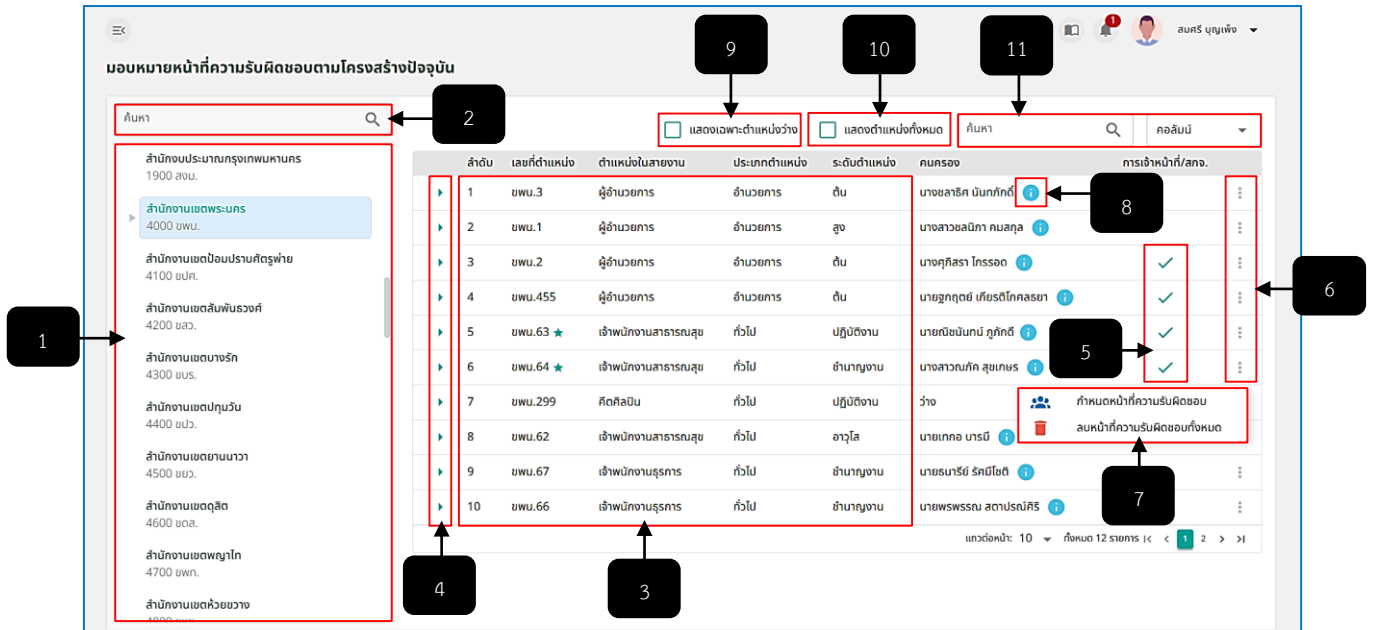 1
สมศรี บุญเพ็ง
มอบหมายหน้าที่ความรับผิดชอบตามโครงสร้างปัจจุบัน
9
10
11
ค้นหา
2
แสดงเฉพาะตำแหน่งว่าง
แสดงตำแหน่งทั้งหมด
ค้นหา
คอลัมน์
สำนักงบประมาณกรุงเทพมหานคร
1900 สงม.
สำนักงานเขตพระนคร
4000 ขพน.
สำนักงานเขตป้อมปราบศัตรูพ่าย
4100 ขปศ.
สำนักงานเขตสัมพันธวงศ์
4200 ขสว.
สำนักงานเขตบางรัก
4300 ขบร.
สำนักงานเขตปทุมวัน
4400 ขปว.
สำนักงานเขตยานนาวา
4500 ขยว.
สำนักงานเขตดุสิต
4600 ขดส.
สำนักงานเขตพญาไท
4700 ขพท.
สำนักงานเขตห้วยขวาง
1
ลำดับ เลขที่ตำแหน่ง ตำแหน่งในสายงาน ประเภทตำแหน่ง ระดับตำแหน่ง คนครอง การเจ้าหน้าที่/สกจ.
1 ขพน.3 ผู้อำนวยการ อำนวยการ ต้น นางชลาธิศ นันทภักดิ์
8
2 ขพน.1 ผู้อำนวยการ อำนวยการ สูง นางสาวชลนิภา คมสกุล
3 ขพน.2 ผู้อำนวยการ อำนวยการ ต้น นางศุภิสรา ไกรรอด
6
4 ขพน.455 ผู้อำนวยการ อำนวยการ ต้น นายฐกฤตย์ เกียรติโกศลธยา
5 ขพน.63 ★ เจ้าพนักงานสาธารณสุข ทั่วไป ปฏิบัติงาน นายณิชนันทน์ ภูภักดี
5
6 ขพน.64 ★ เจ้าพนักงานสาธารณสุข ทั่วไป ชำนาญงาน นางสาวณภัค สุขเกษร
7 ขพน.299 คีตศิลปิน ทั่วไป ปฏิบัติงาน ว่าง
กำหนดหน้าที่ความรับผิดชอบ
ลบหน้าที่ความรับผิดชอบทั้งหมด
8 ขพน.62 เจ้าพนักงานสาธารณสุข ทั่วไป อาวุโส นายเทกอ บารมี
9 ขพน.67 เจ้าพนักงานธุรการ ทั่วไป ชำนาญงาน นายธนารีย์ รัศมีโชติ
7
10 ขพน.66 เจ้าพนักงานธุรการ ทั่วไป ชำนาญงาน นายพรพรรณ สถาปรณ์ศิริ
แถวต่อหน้า: 10 ทั้งหมด 12 รายการ |< < 1 2 > >|
4
3